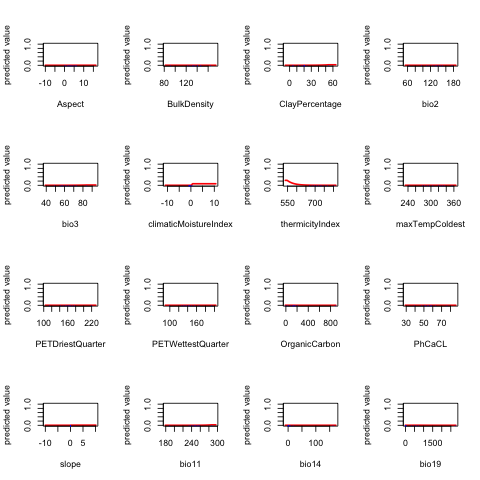 predicted value 0.0 1.0 -10 0 10 Aspect
predicted value 0.0 1.0 80 120 BulkDensity
predicted value 0.0 1.0 0 20 40 60 ClayPercentage
predicted value 0.0 1.0 60 120 180 bio2
predicted value 0.0 1.0 40 60 80 bio3
predicted value 0.0 1.0 -10 0 5 10 climaticMoistureIndex
predicted value 0.0 1.0 550 700 thermicityIndex
predicted value 0.0 1.0 240 300 360 maxTempColdest
predicted value 0.0 1.0 100 160 220 PETDriestQuarter
predicted value 0.0 1.0 100 160 PETWettestQuarter
predicted value 0.0 1.0 0 400 800 OrganicCarbon
predicted value 0.0 1.0 30 50 70 PhCaCL
predicted value 0.0 1.0 -10 0 5 slope
predicted value 0.0 1.0 180 240 300 bio11
predicted value 0.0 1.0 0 100 bio14
predicted value 0.0 1.0 0 1500 bio19